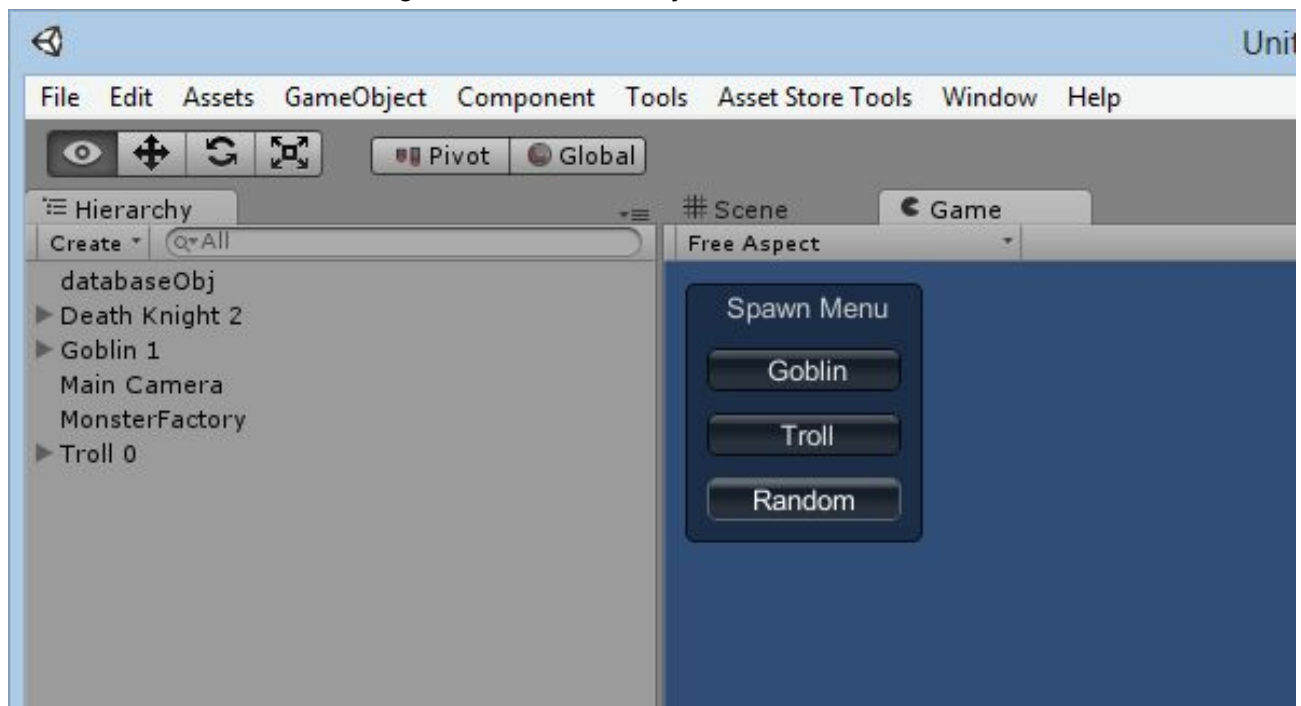 Unit
File Edit Assets GameObject Component Tools Asset Store Tools Window Help
Pivot Global
Hierarchy
Create All
databaseObj
Death Knight 2
Goblin 1
Main Camera
MonsterFactory
Troll 0
Scene Game
Free Aspect
Spawn Menu
Goblin
Troll
Random